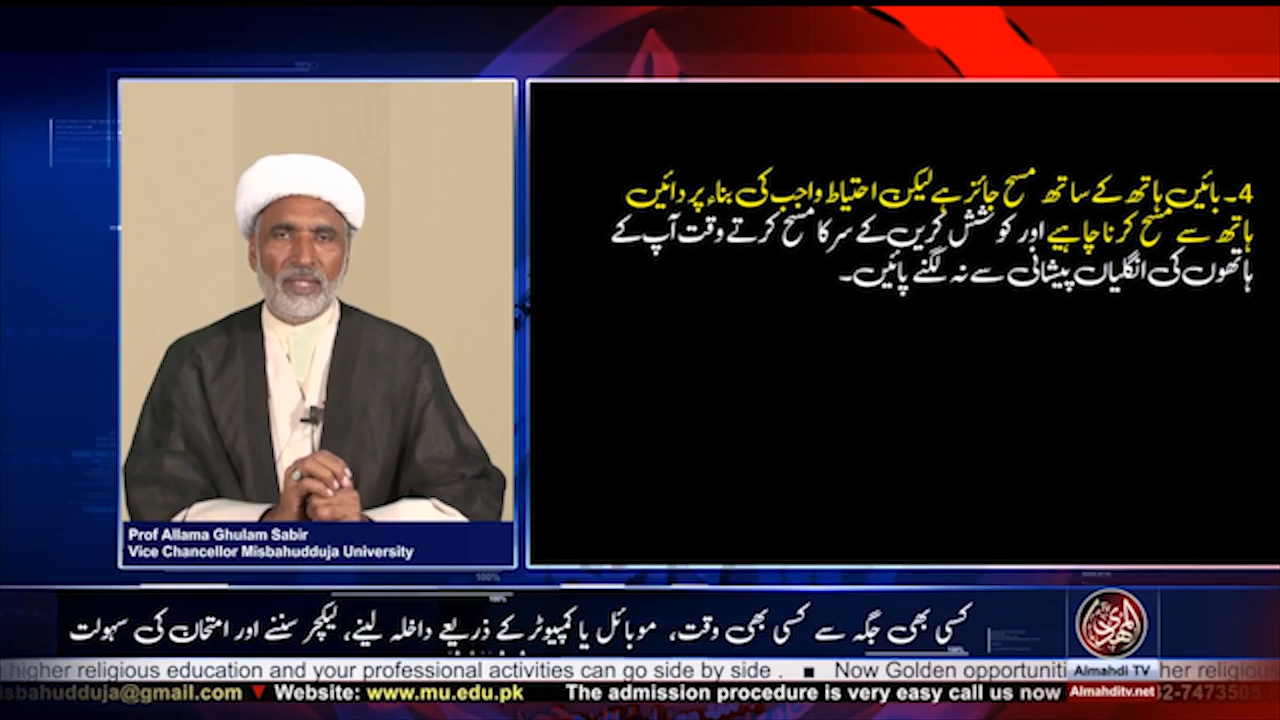 4۔ بائیں ہاتھ کے ساتھ مسح جائز ہے لیکن احتیاط واجب کی بناء پر دائیں
ہاتھ سے مسح کرنا چاہیے اور کوشش کریں کے سر کا مسح کرتے وقت آپ کے
ہاتھوں کی انگلیاں پیشانی سے نہ لگنے پائیں۔
Prof Allama Ghulam Sabir
Vice Chancellor Misbahudduja University
100%
کسی بھی جگہ سے کسی بھی وقت، موبائل یا کمپیوٹر کے ذریعے داخلہ لینے، لیکچر سننے اور امتحان کی سہولت
higher religious education and your professional activities can go side by side . ■ Now Golden opportuniti
Almahdi TV
her religious
isbahudduja@gmail.com ▼ Website: www.mu.edu.pk The admission procedure is very easy call us now
Almahditv.net
2-7473503